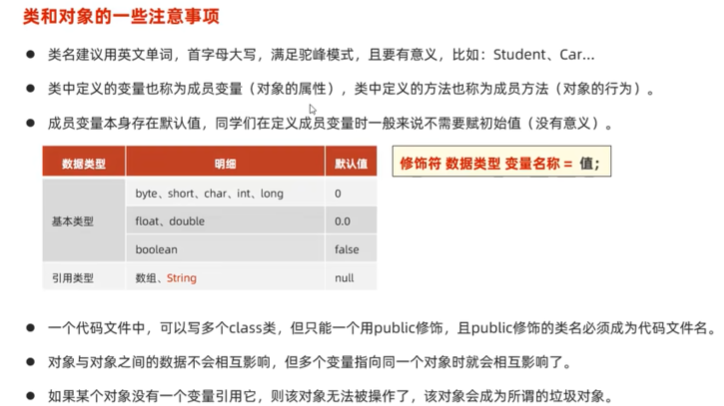 类和对象的一些注意事项
● 类名建议用英文单词，首字母大写，满足驼峰模式，且要有意义，比如：Student、Car...
● 类中定义的变量也称为成员变量（对象的属性），类中定义的方法也称为成员方法（对象的行为）。
● 成员变量本身存在默认值，同学们在定义成员变量时一般来说不需要赋初始值（没有意义）。
数据类型 明细 默认值
修饰符 数据类型 变量名称 = 值；
byte、short、char、int、long 0
基本类型 float、double 0.0
boolean false
引用类型 数组、String null
● 一个代码文件中，可以写多个class类，但只能一个用public修饰，且public修饰的类名必须成为代码文件名。
● 对象与对象之间的数据不会相互影响，但多个变量指向同一个对象时就会相互影响了。
● 如果某个对象没有一个变量引用它，则该对象无法被操作了，该对象会成为所谓的垃圾对象。